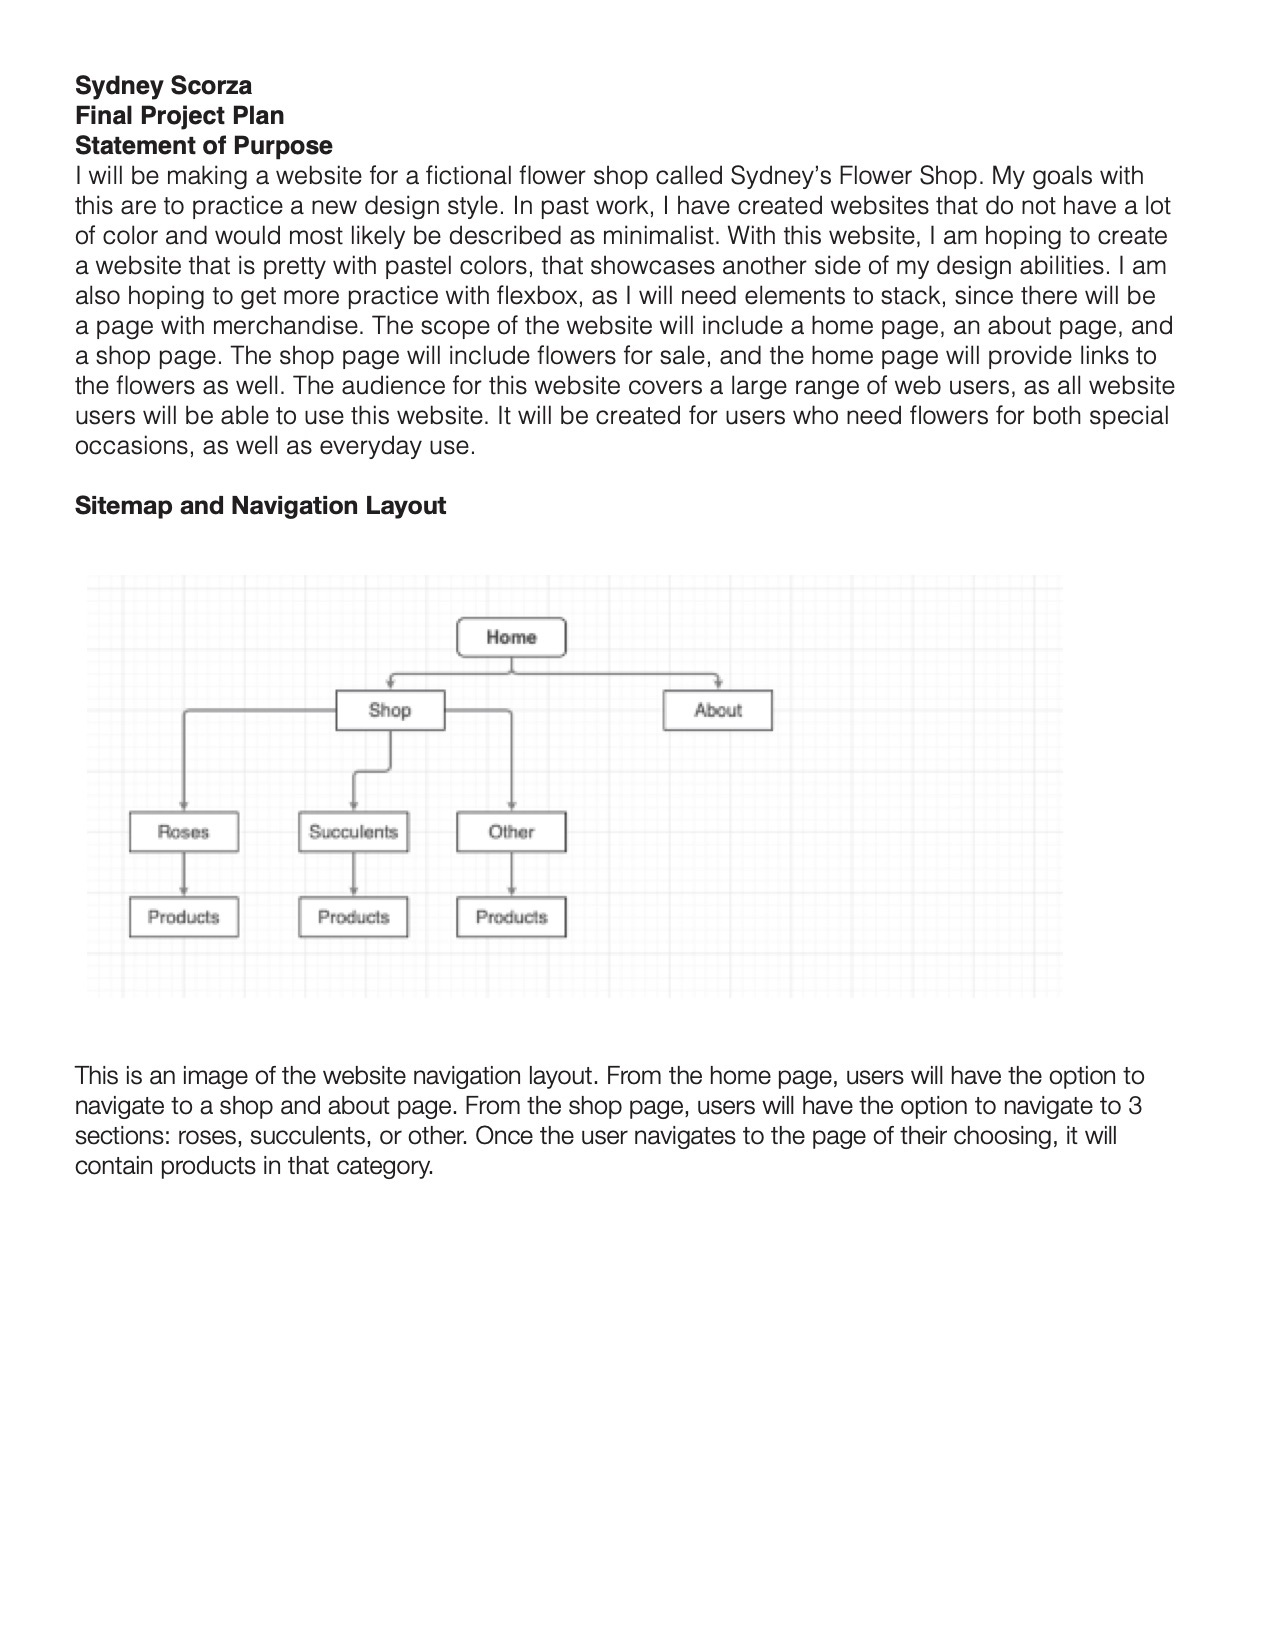 Sydney Scorza
Final Project Plan
Statement of Purpose
I will be making a website for a fictional flower shop called Sydney’s Flower Shop. My goals with
this are to practice a new design style. In past work, I have created websites that do not have a lot
of color and would most likely be described as minimalist. With this website, I am hoping to create
a website that is pretty with pastel colors, that showcases another side of my design abilities. I am
also hoping to get more practice with flexbox, as I will need elements to stack, since there will be
a page with merchandise. The scope of the website will include a home page, an about page, and
a shop page. The shop page will include flowers for sale, and the home page will provide links to
the flowers as well. The audience for this website covers a large range of web users, as all website
users will be able to use this website. It will be created for users who need flowers for both special
occasions, as well as everyday use.
Sitemap and Navigation Layout
Home
Shop
About
Roses
Succulents
Other
Products
Products
Products
This is an image of the website navigation layout. From the home page, users will have the option to
navigate to a shop and about page. From the shop page, users will have the option to navigate to 3
sections: roses, succulents, or other. Once the user navigates to the page of their choosing, it will
contain products in that category.